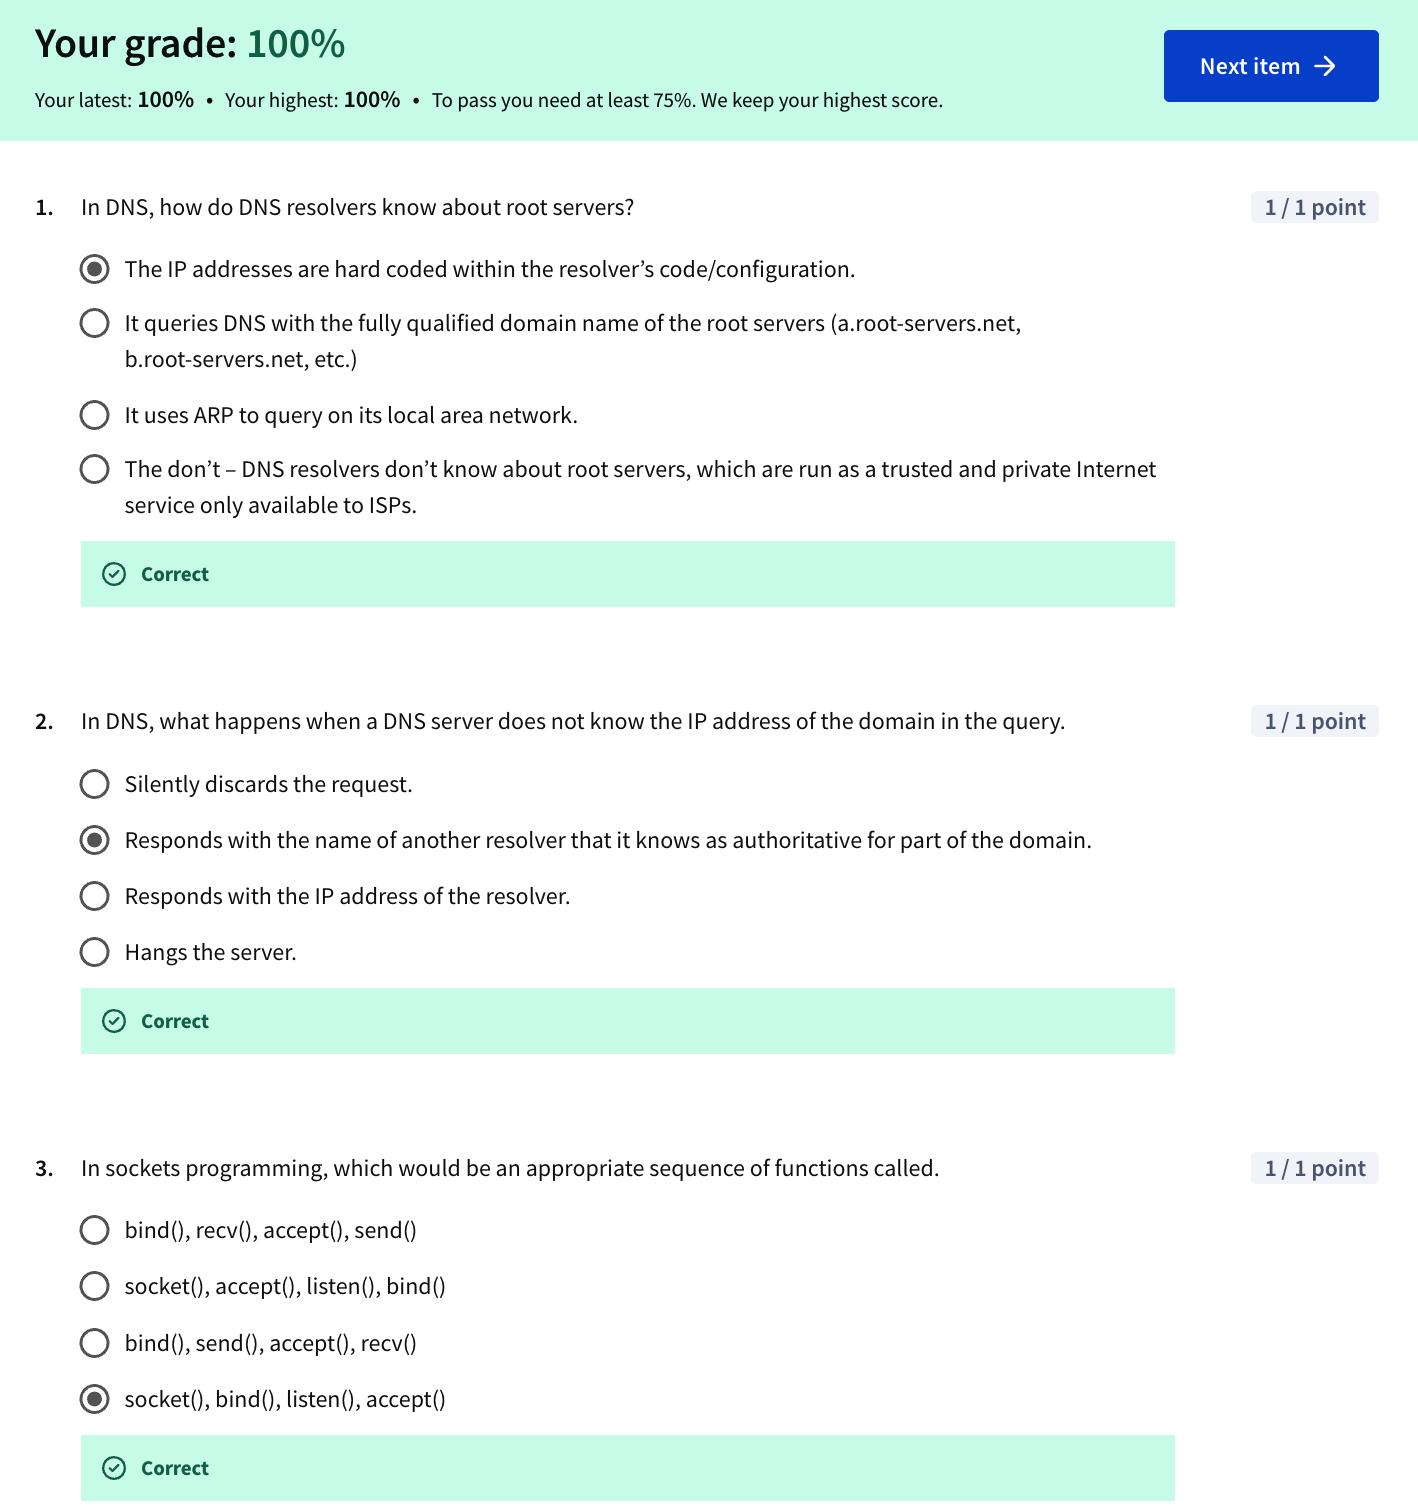 Your grade: 100%
Next item
Your latest: 100% • Your highest: 100% • To pass you need at least 75%. We keep your highest score.
1. In DNS, how do DNS resolvers know about root servers?
1 / 1 point
The IP addresses are hard coded within the resolver’s code/configuration.
It queries DNS with the fully qualified domain name of the root servers (a.root-servers.net,
b.root-servers.net, etc.)
It uses ARP to query on its local area network.
The don’t – DNS resolvers don’t know about root servers, which are run as a trusted and private Internet
service only available to ISPs.
Correct
2. In DNS, what happens when a DNS server does not know the IP address of the domain in the query.
1 / 1 point
Silently discards the request.
Responds with the name of another resolver that it knows as authoritative for part of the domain.
Responds with the IP address of the resolver.
Hangs the server.
Correct
3. In sockets programming, which would be an appropriate sequence of functions called.
1 / 1 point
bind(), recv(), accept(), send()
socket(), accept(), listen(), bind()
bind(), send(), accept(), recv()
socket(), bind(), listen(), accept()
Correct